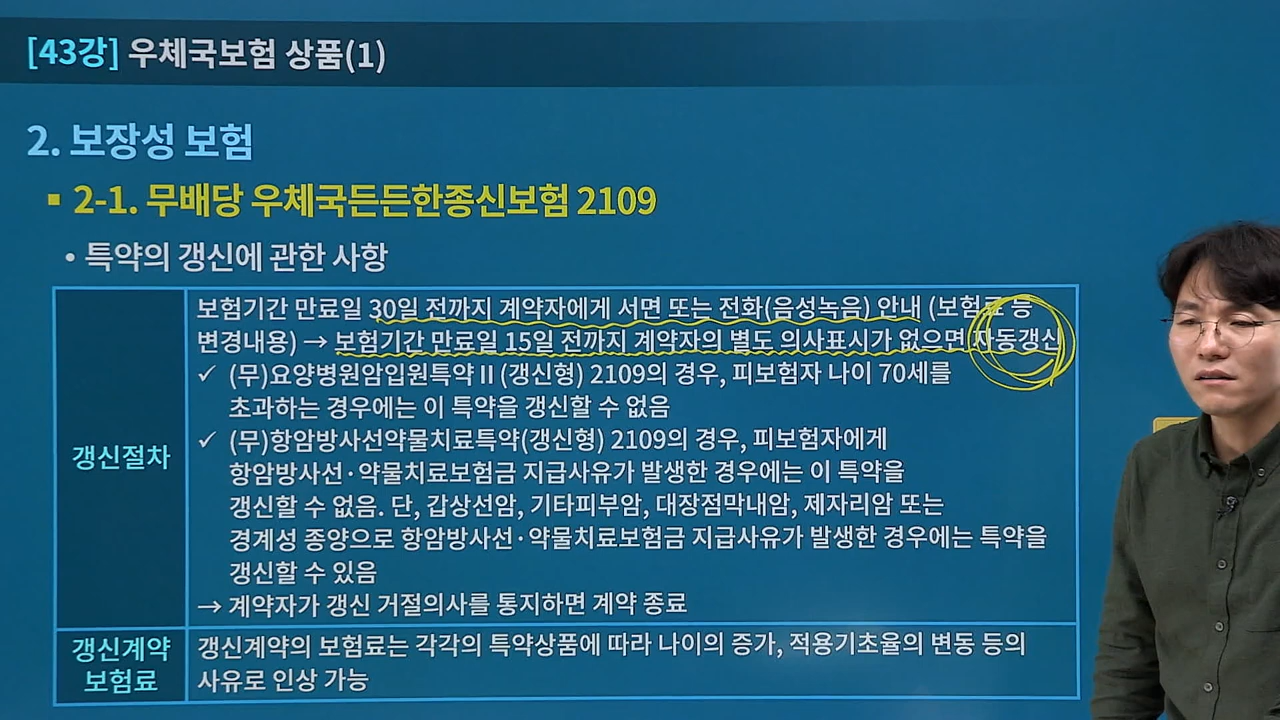 [43강] 우체국보험 상품(1)
2. 보장성 보험
▪ 2-1. 무배당 우체국든든한종신보험 2109
• 특약의 갱신에 관한 사항
갱신절차
보험기간 만료일 30일 전까지 계약자에게 서면 또는 전화(음성녹음) 안내 (보험료 등
변경내용) → 보험기간 만료일 15일 전까지 계약자의 별도 의사표시가 없으면 자동갱신
✓ (무)요양병원암입원특약Ⅱ(갱신형) 2109의 경우, 피보험자 나이 70세를
초과하는 경우에는 이 특약을 갱신할 수 없음
✓ (무)항암방사선약물치료특약(갱신형) 2109의 경우, 피보험자에게
항암방사선·약물치료보험금 지급사유가 발생한 경우에는 이 특약을
갱신할 수 없음. 단, 갑상선암, 기타피부암, 대장점막내암, 제자리암 또는
경계성 종양으로 항암방사선·약물치료보험금 지급사유가 발생한 경우에는 특약을
갱신할 수 있음
→ 계약자가 갱신 거절의사를 통지하면 계약 종료
갱신계약
보험료
갱신계약의 보험료는 각각의 특약상품에 따라 나이의 증가, 적용기초율의 변동 등의
사유로 인상 가능